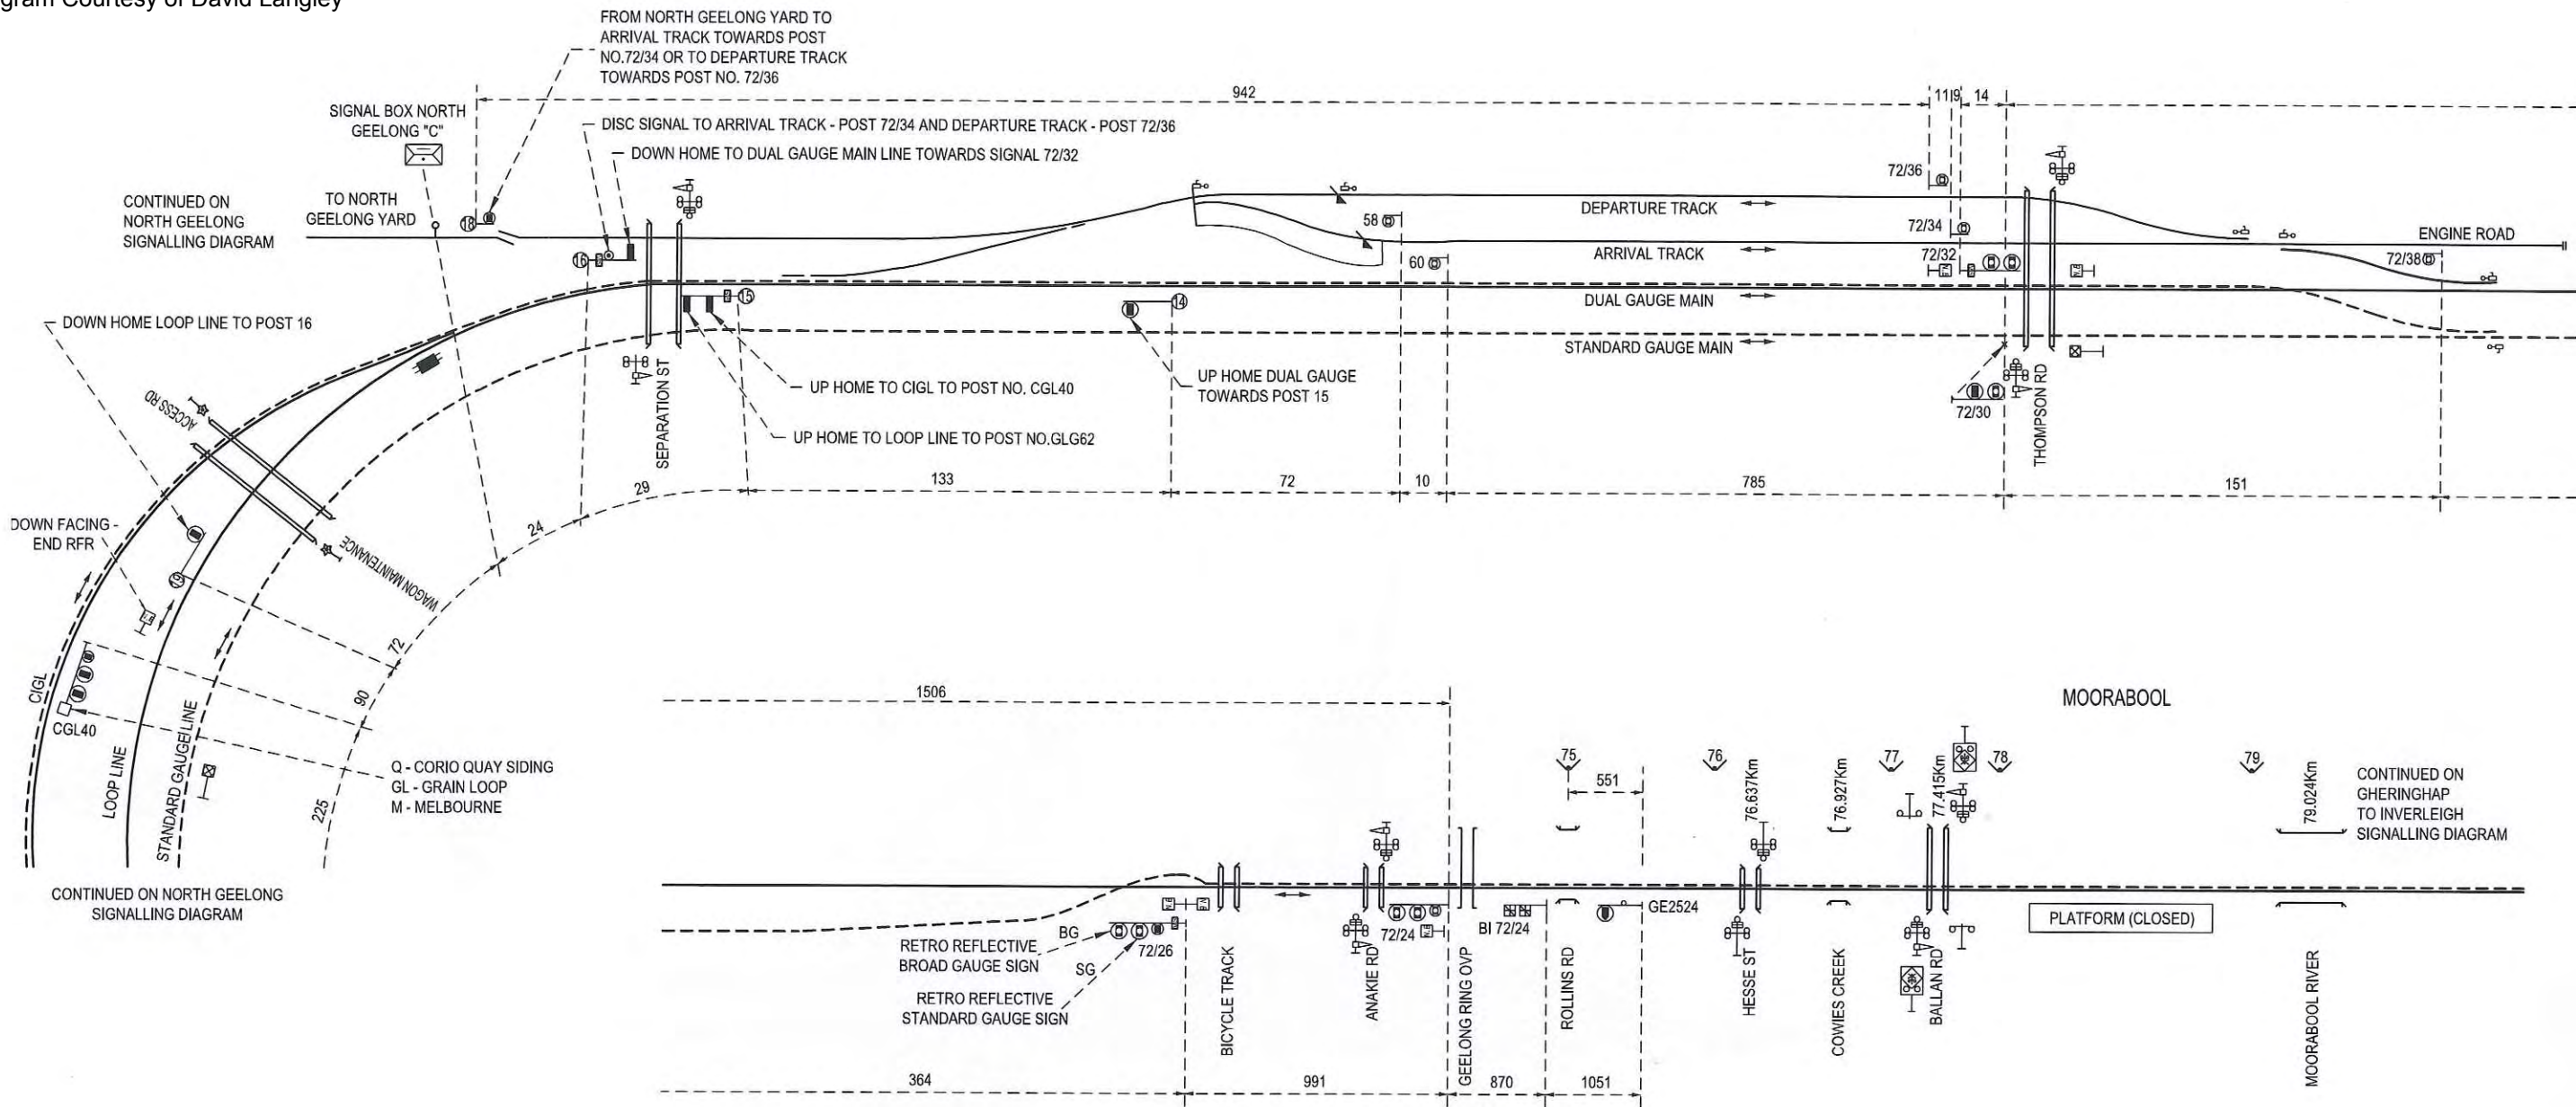 gram Courtesy of David Langley
FROM NORTH GEELONG YARD TO
ARRIVAL TRACK TOWARDS POST
NO.72/34 OR TO DEPARTURE TRACK
TOWARDS POST NO. 72/36
SIGNAL BOX NORTH
GEELONG "C"
942
11
9
14
DISC SIGNAL TO ARRIVAL TRACK - POST 72/34 AND DEPARTURE TRACK - POST 72/36
DOWN HOME TO DUAL GAUGE MAIN LINE TOWARDS SIGNAL 72/32
CONTINUED ON
NORTH GEELONG
SIGNALLING DIAGRAM
TO NORTH
GEELONG YARD
18
16
72/36
DEPARTURE TRACK
58
72/34
ARRIVAL TRACK
60
72/32
ENGINE ROAD
72/38
DUAL GAUGE MAIN
15
14
STANDARD GAUGE MAIN
DOWN HOME LOOP LINE TO POST 16
SEPARATION ST
UP HOME TO CIGL TO POST NO. CGL40
UP HOME DUAL GAUGE
TOWARDS POST 15
UP HOME TO LOOP LINE TO POST NO.GLG62
72/30
THOMPSON RD
ACCESS RD
WAGON MAINTENANCE
DOWN FACING -
END RFR
19
29
133
72
10
785
151
24
72
90
225
CIGL
CGL40
LOOP LINE
STANDARD GAUGE LINE
Q - CORIO QUAY SIDING
GL - GRAIN LOOP
M - MELBOURNE
CONTINUED ON NORTH GEELONG
SIGNALLING DIAGRAM
1506
MOORABOOL
75
76
77
78
79
551
76.637Km
76.927Km
77.415Km
79.024Km
CONTINUED ON
GHERINGHAP
TO INVERLEIGH
SIGNALLING DIAGRAM
BG
RETRO REFLECTIVE
BROAD GAUGE SIGN
SG
72/26
RETRO REFLECTIVE
STANDARD GAUGE SIGN
BICYCLE TRACK
ANAKIE RD
72/24
GEELONG RING OVP
BI 72/24
ROLLINS RD
GE2524
HESSE ST
COWIES CREEK
BALLAN RD
PLATFORM (CLOSED)
MOORABOOL RIVER
364
991
870
1051